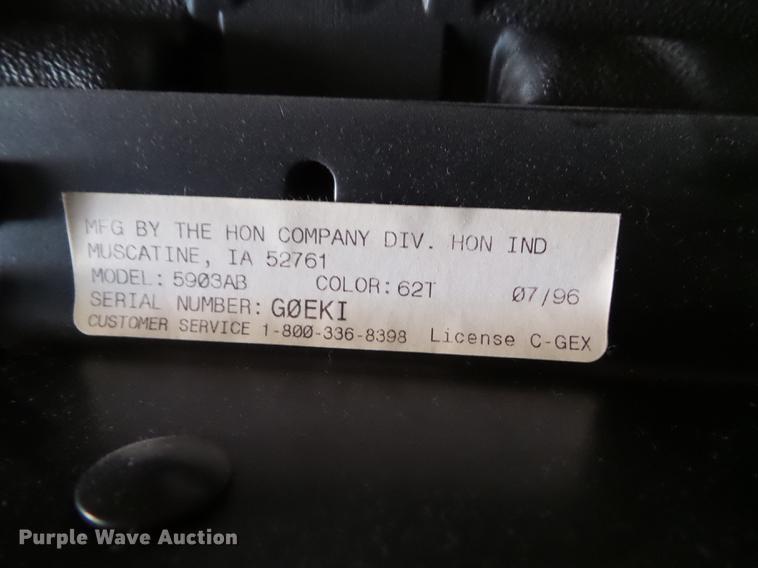 MFG BY THE HON COMPANY DIV. HON IND
MUSCATINE, IA 52761
MODEL: 5903AB COLOR: 62T 07/96
SERIAL NUMBER: GØEKI
CUSTOMER SERVICE 1-800-336-8398 License C-GEX
Purple Wave Auction